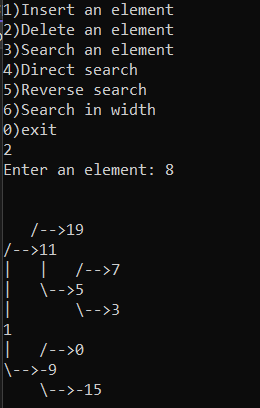 1)Insert an element
2)Delete an element
3)Search an element
4)Direct search
5)Reverse search
6)Search in width
0)exit
2
Enter an element: 8
   /-->19
/-->11
|   |   /-->7
|   \-->5
|       \-->3
1
|   /-->0
\-->-9
    \-->-15